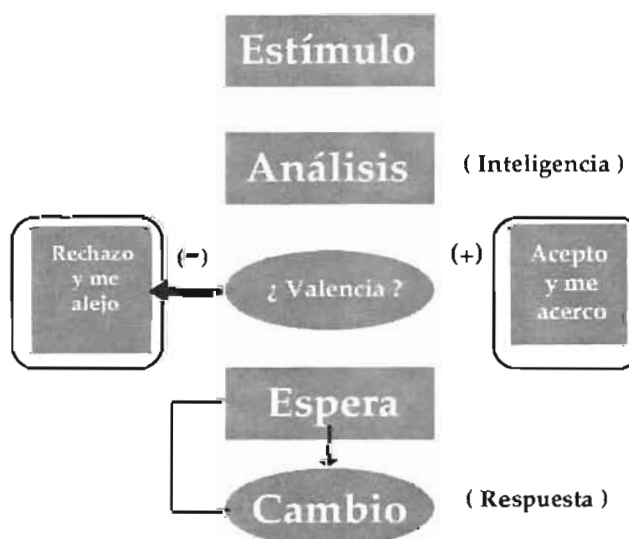 Estímulo
Análisis
( Inteligencia )
Rechazo
y me
alejo
(−)
¿ Valencia ?
(+)
Acepto
y me
acerco
Espera
Cambio
( Respuesta )